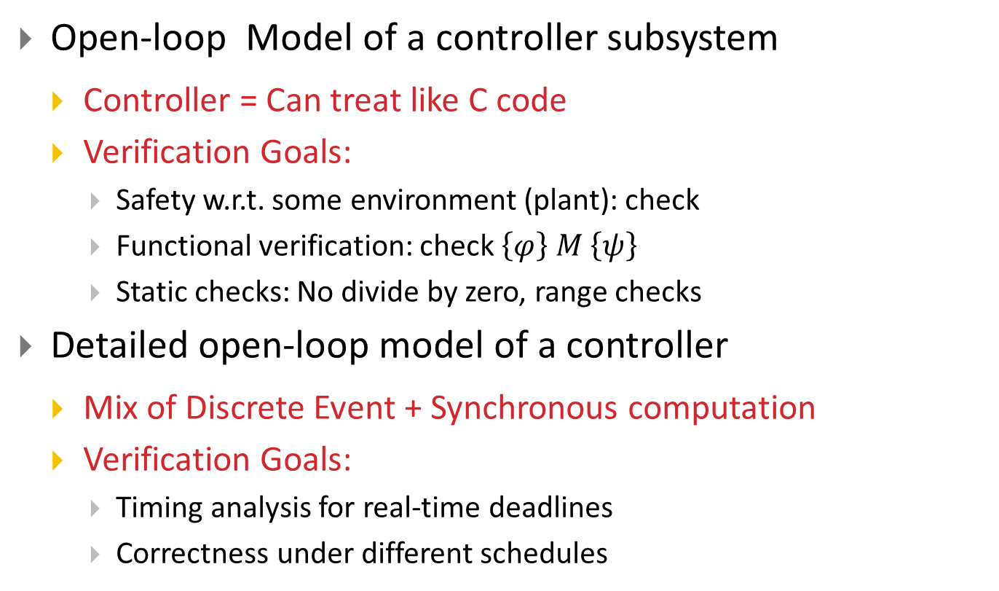 Open-loop Model of a controller subsystem
Controller = Can treat like C code
Verification Goals:
Safety w.r.t. some environment (plant): check
Functional verification: check {φ} M {ψ}
Static checks: No divide by zero, range checks
Detailed open-loop model of a controller
Mix of Discrete Event + Synchronous computation
Verification Goals:
Timing analysis for real-time deadlines
Correctness under different schedules